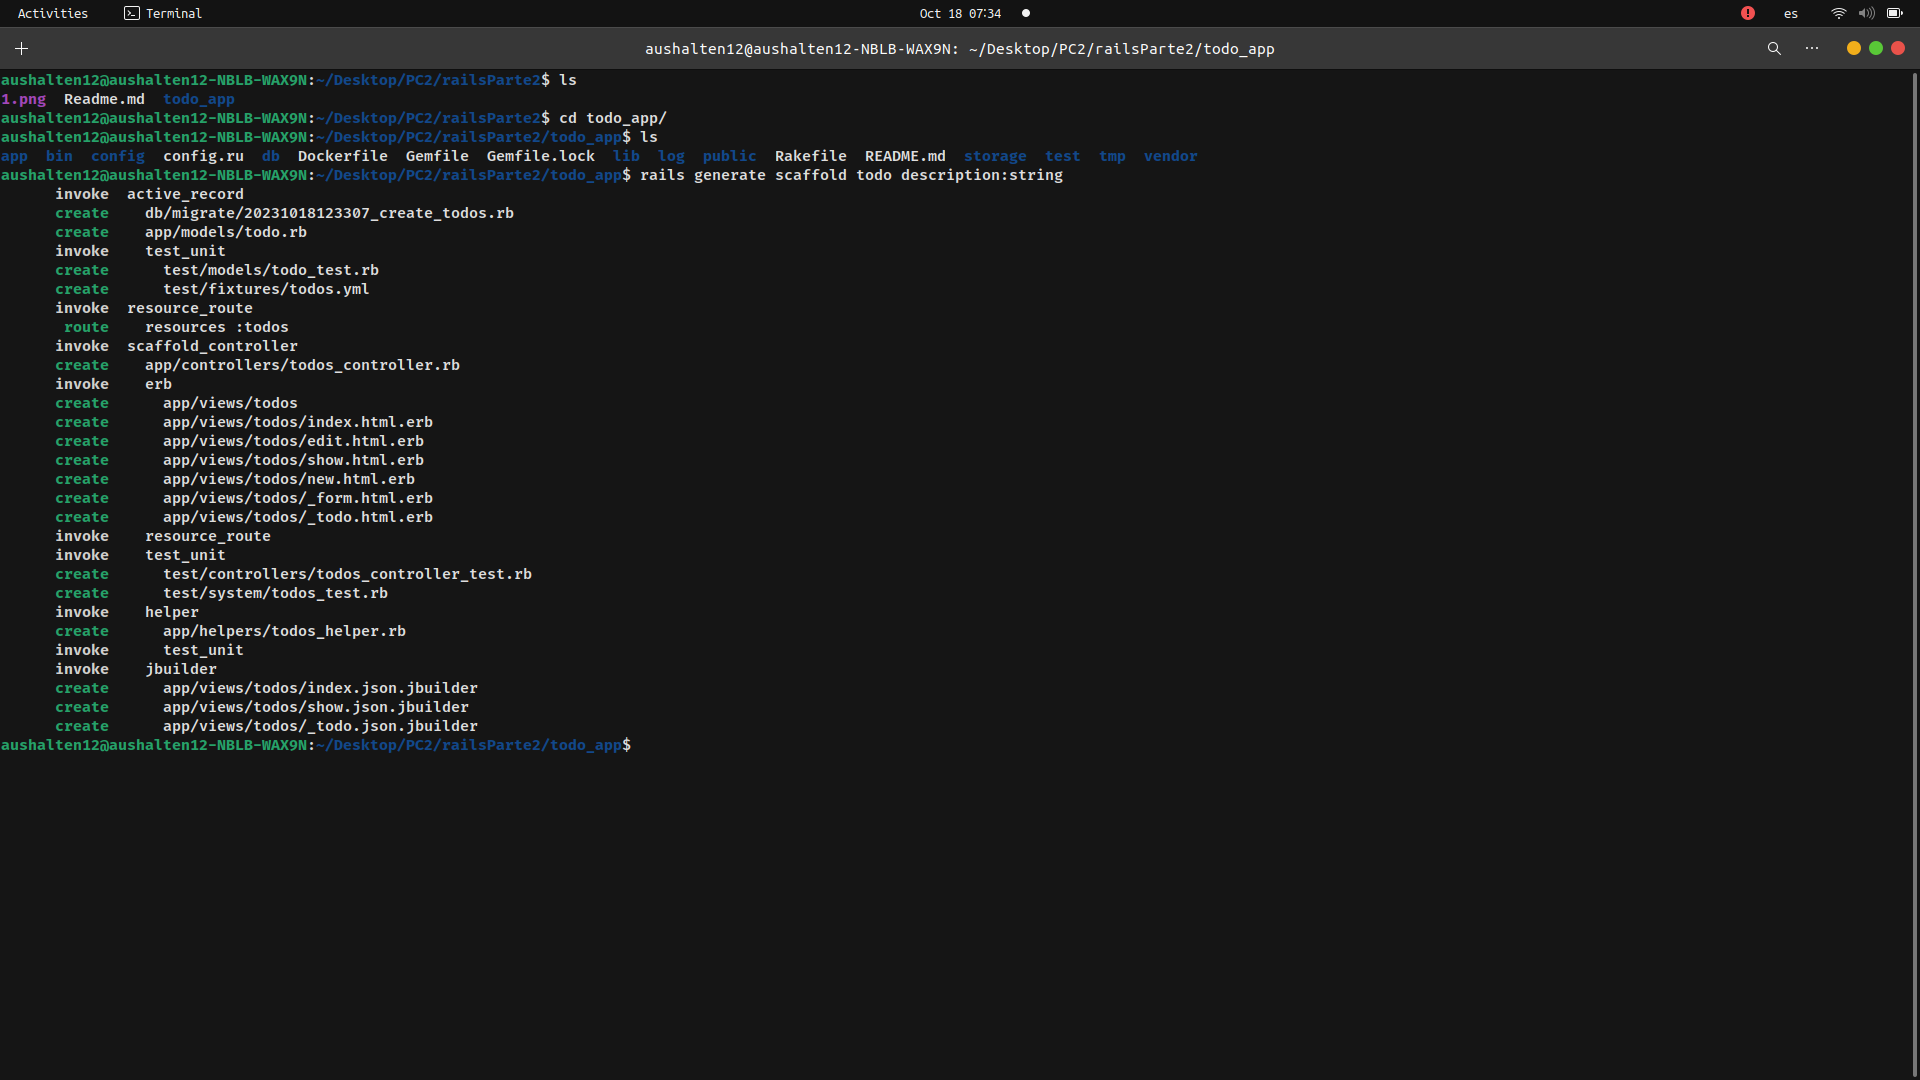 Activities Terminal Oct 18 07:34 es
aushalten12@aushalten12-NBLB-WAX9N: ~/Desktop/PC2/railsParte2/todo_app
aushalten12@aushalten12-NBLB-WAX9N:~/Desktop/PC2/railsParte2$ ls
1.png  Readme.md  todo_app
aushalten12@aushalten12-NBLB-WAX9N:~/Desktop/PC2/railsParte2$ cd todo_app/
aushalten12@aushalten12-NBLB-WAX9N:~/Desktop/PC2/railsParte2/todo_app$ ls
app  bin  config  config.ru  db  Dockerfile  Gemfile  Gemfile.lock  lib  log  public  Rakefile  README.md  storage  test  tmp  vendor
aushalten12@aushalten12-NBLB-WAX9N:~/Desktop/PC2/railsParte2/todo_app$ rails generate scaffold todo description:string
      invoke  active_record
      create    db/migrate/20231018123307_create_todos.rb
      create    app/models/todo.rb
      invoke    test_unit
      create      test/models/todo_test.rb
      create      test/fixtures/todos.yml
      invoke  resource_route
       route    resources :todos
      invoke  scaffold_controller
      create    app/controllers/todos_controller.rb
      invoke    erb
      create      app/views/todos
      create      app/views/todos/index.html.erb
      create      app/views/todos/edit.html.erb
      create      app/views/todos/show.html.erb
      create      app/views/todos/new.html.erb
      create      app/views/todos/_form.html.erb
      create      app/views/todos/_todo.html.erb
      invoke    resource_route
      invoke    test_unit
      create      test/controllers/todos_controller_test.rb
      create      test/system/todos_test.rb
      invoke    helper
      create      app/helpers/todos_helper.rb
      invoke      test_unit
      invoke    jbuilder
      create      app/views/todos/index.json.jbuilder
      create      app/views/todos/show.json.jbuilder
      create      app/views/todos/_todo.json.jbuilder
aushalten12@aushalten12-NBLB-WAX9N:~/Desktop/PC2/railsParte2/todo_app$